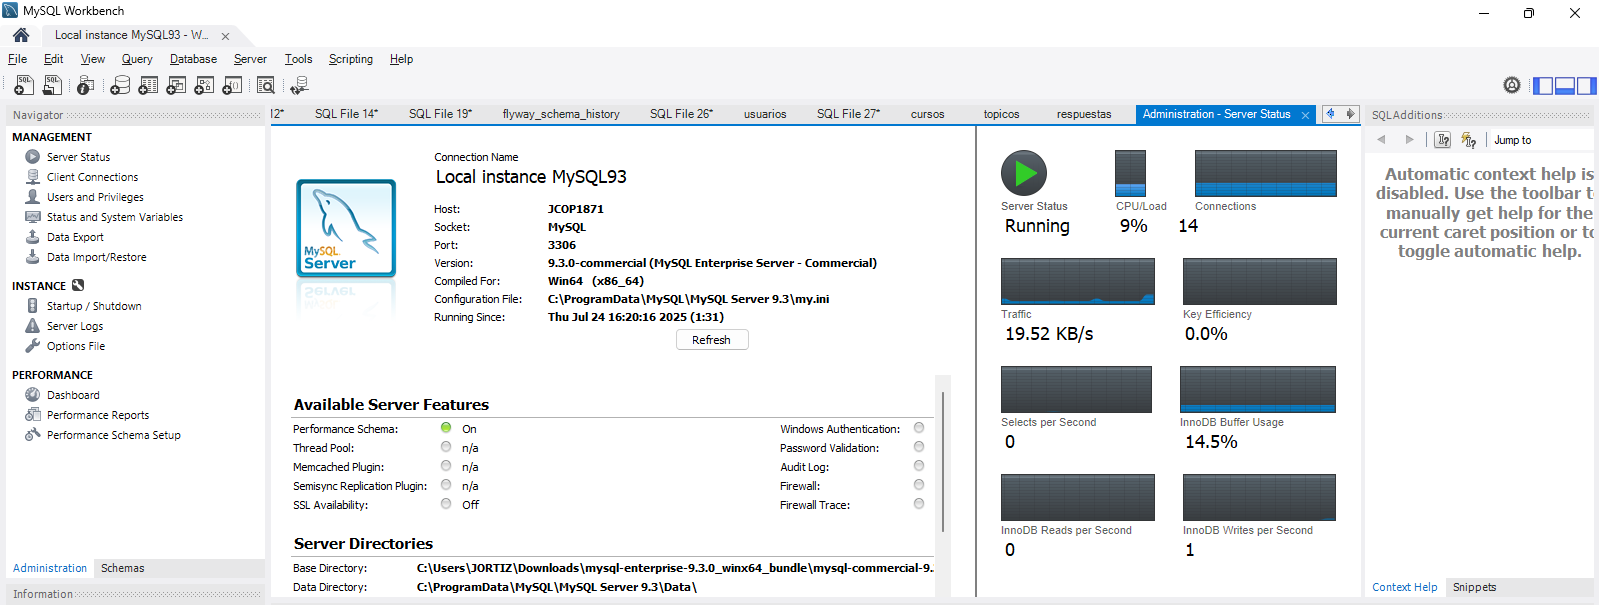 MySQL Workbench
Local instance MySQL93 - W...
File Edit View Query Database Server Tools Scripting Help
Navigator
MANAGEMENT
Server Status
Client Connections
Users and Privileges
Status and System Variables
Data Export
Data Import/Restore
INSTANCE
Startup / Shutdown
Server Logs
Options File
PERFORMANCE
Dashboard
Performance Reports
Performance Schema Setup
Administration Schemas
Information
12* SQL File 14* SQL File 19* flyway_schema_history SQL File 26* usuarios SQL File 27* cursos topicos respuestas Administration - Server Status
Connection Name
Local instance MySQL93
Host: JCOP1871
Socket: MySQL
Port: 3306
Version: 9.3.0-commercial (MySQL Enterprise Server - Commercial)
Compiled For: Win64 (x86_64)
Configuration File: C:\ProgramData\MySQL\MySQL Server 9.3\my.ini
Running Since: Thu Jul 24 16:20:16 2025 (1:31)
Refresh
MySQL
Server
Available Server Features
Performance Schema: On
Thread Pool: n/a
Memcached Plugin: n/a
Semisync Replication Plugin: n/a
SSL Availability: Off
Windows Authentication:
Password Validation:
Audit Log:
Firewall:
Firewall Trace:
Server Directories
Base Directory: C:\Users\JORTIZ\Downloads\mysql-enterprise-9.3.0_winx64_bundle\mysql-commercial-9.
Data Directory: C:\ProgramData\MySQL\MySQL Server 9.3\Data\
Server Status
Running
CPU/Load
9%
Connections
14
Traffic
19.52 KB/s
Key Efficiency
0.0%
Selects per Second
0
InnoDB Buffer Usage
14.5%
InnoDB Reads per Second
0
InnoDB Writes per Second
1
SQLAdditions
Jump to
Automatic context help is
disabled. Use the toolbar t
manually get help for the
current caret position or to
toggle automatic help.
Context Help Snippets